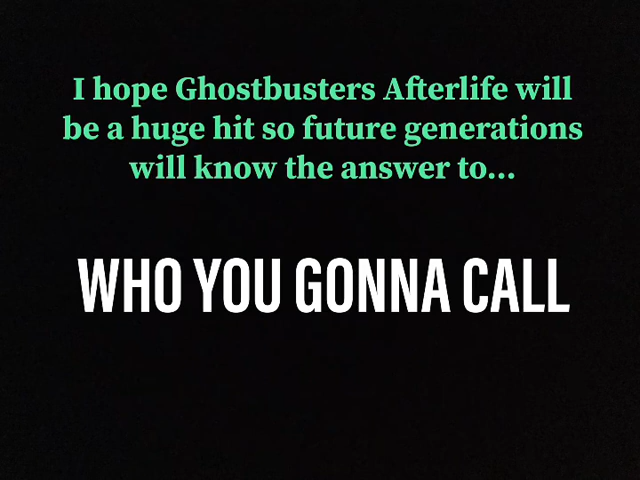 I hope Ghostbusters Afterlife will
be a huge hit so future generations
will know the answer to...
WHO YOU GONNA CALL